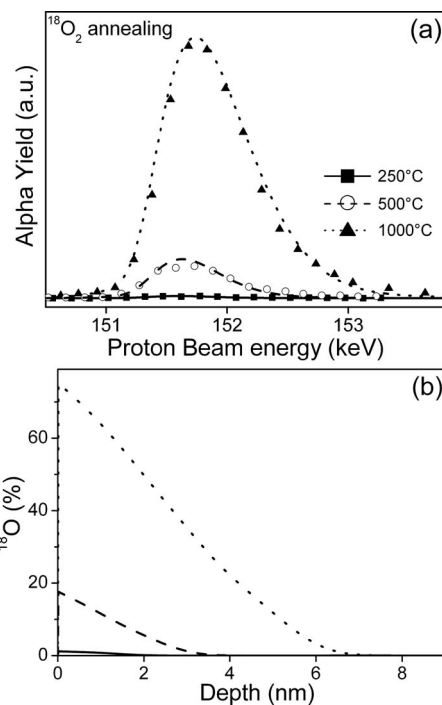 ¹⁸O₂ annealing
(a)
Alpha Yield (a.u.)
250°C
500°C
1000°C
151
152
153
Proton Beam energy (keV)
(b)
60
40
20
0
¹⁸O (%)
0
2
4
6
8
Depth (nm)